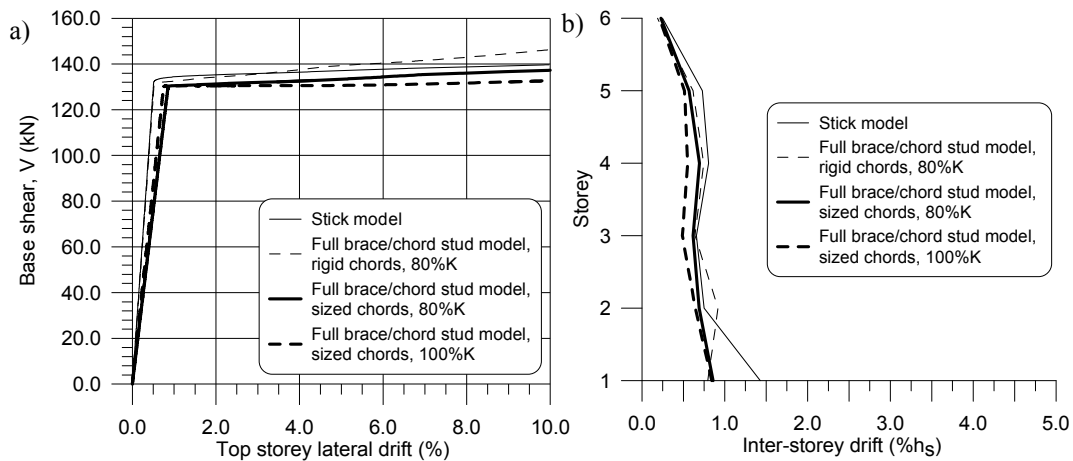 a)
160.0
140.0
120.0
100.0
80.0
60.0
40.0
20.0
0.0
Base shear, V (kN)
Stick model
Full brace/chord stud model,
rigid chords, 80%K
Full brace/chord stud model,
sized chords, 80%K
Full brace/chord stud model,
sized chords, 100%K
0.0 2.0 4.0 6.0 8.0 10.0
Top storey lateral drift (%)
b)
6
5
4
3
2
1
Storey
Stick model
Full brace/chord stud model,
rigid chords, 80%K
Full brace/chord stud model,
sized chords, 80%K
Full brace/chord stud model,
sized chords, 100%K
0.0 1.0 2.0 3.0 4.0 5.0
Inter-storey drift (%hs)